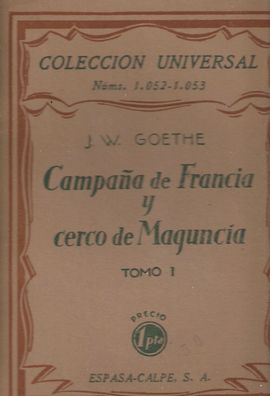 COLECCION UNIVERSAL
Núms. 1.052-1.053
J. W. GOETHE
Campaña de Francia
y
cerco de Maguncia
TOMO I
PRECIO
1 pta
ESPASA-CALPE, S. A.